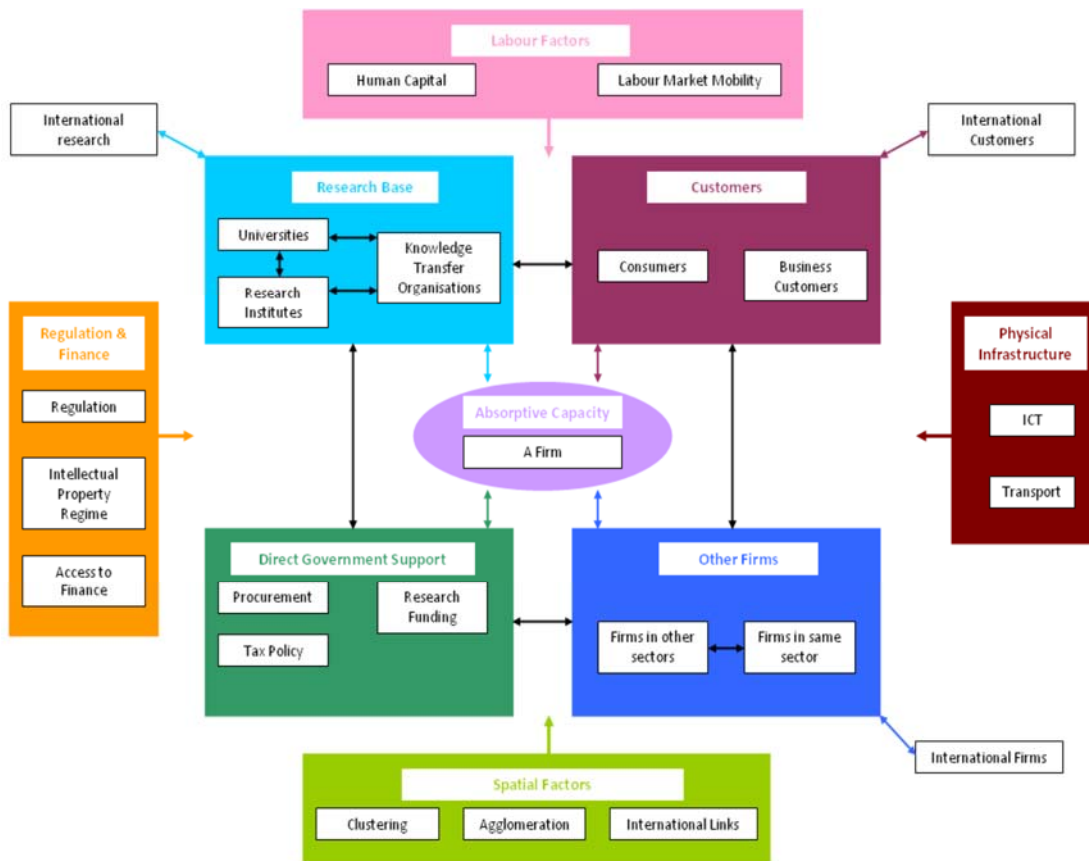 Labour Factors
Human Capital
Labour Market Mobility
International
research
International
Customers
Research Base
Universities
Knowledge
Transfer
Organisations
Research
Institutes
Customers
Consumers
Business
Customers
Regulation &
Finance
Regulation
Intellectual
Property
Regime
Access to
Finance
Absorptive Capacity
A Firm
Physical
Infrastructure
ICT
Transport
Direct Government Support
Procurement
Research
Funding
Tax Policy
Other Firms
Firms in other
sectors
Firms in same
sector
International Firms
Spatial Factors
Clustering
Agglomeration
International Links